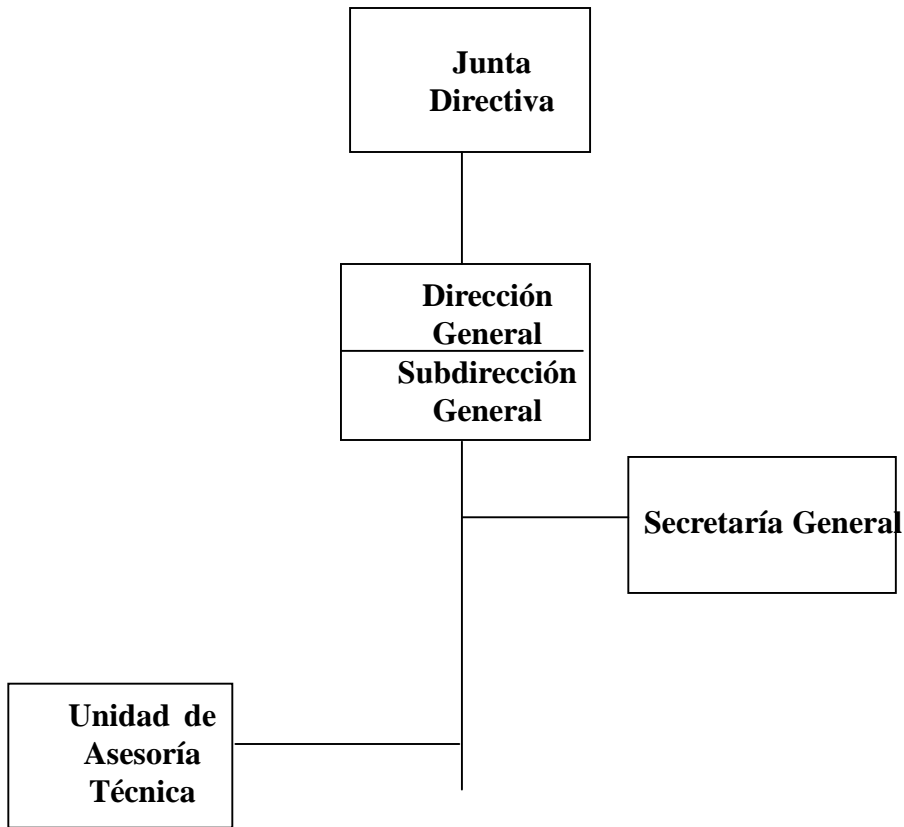 Junta
Directiva
Dirección
General
Subdirección
General
Secretaría General
Unidad de
Asesoría
Técnica